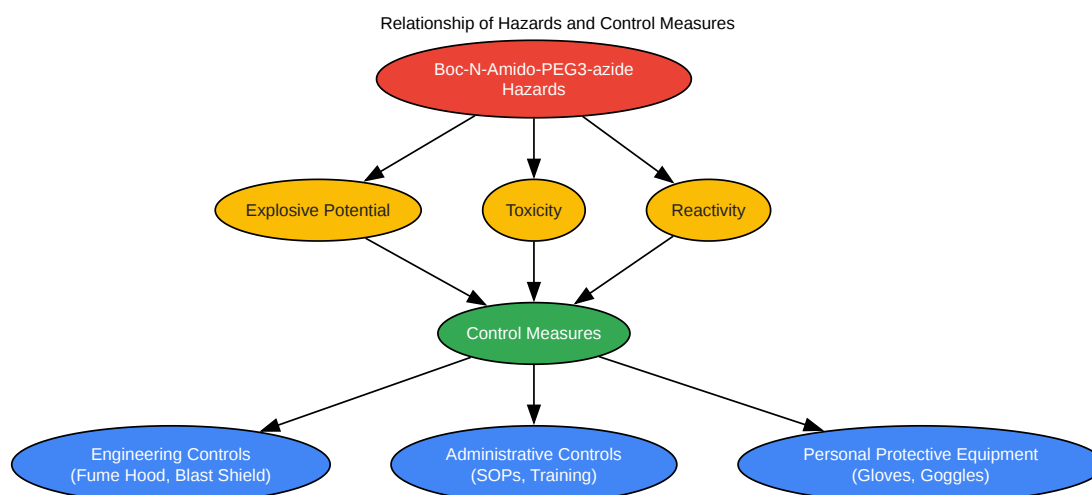 Relationship of Hazards and Control Measures
Boc-N-Amido-PEG3-azide
Hazards
Explosive Potential
Toxicity
Reactivity
Control Measures
Engineering Controls
(Fume Hood, Blast Shield)
Administrative Controls
(SOPs, Training)
Personal Protective Equipment
(Gloves, Goggles)